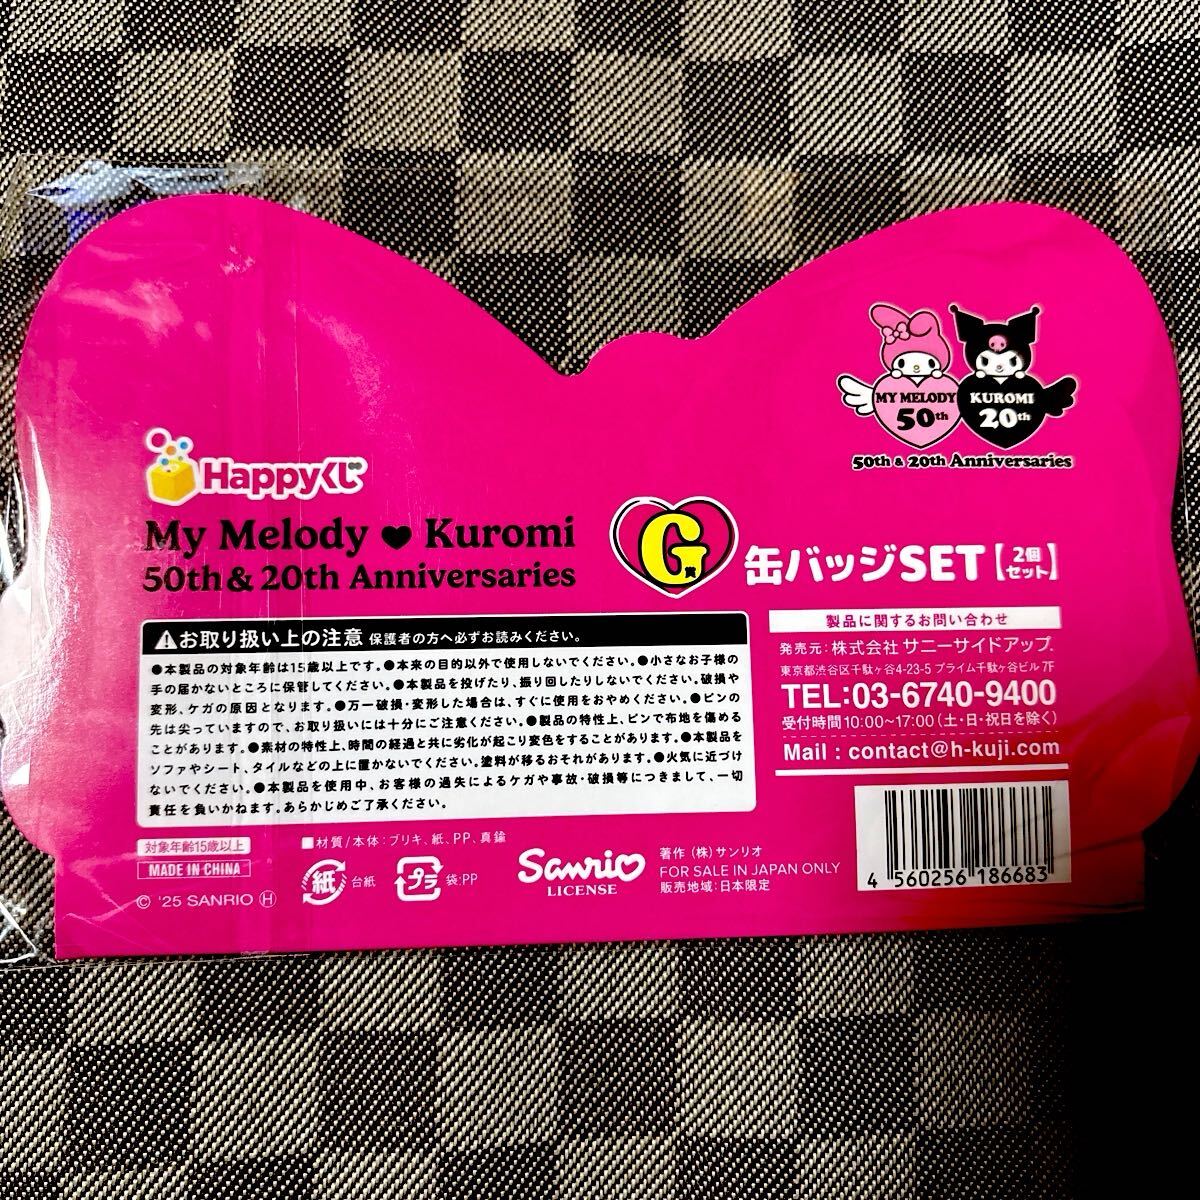 MY MELODY
50th
KUROMI
20th
50th & 20th Anniversaries
Happyくじ
My Melody ♥ Kuromi
50th & 20th Anniversaries
G賞
缶バッジSET【2個セット】
⚠お取り扱い上の注意 保護者の方へ必ずお読みください。
●本製品の対象年齢は15歳以上です。●本来の目的以外で使用しないでください。●小さなお子様の
手の届かないところに保管してください。●本製品を投げたり、振り回したりしないでください。破損や
変形、ケガの原因となります。●万一破損・変形した場合は、すぐに使用をおやめください。●ピンの
先は尖っていますので、お取り扱いには十分にご注意ください。●製品の特性上、ピンで布地を傷める
ことがあります。●素材の特性上、時間の経過と共に劣化が起こり変色をすることがあります。●本製品を
ソファやシート、タイルなどの上に置かないでください。塗料が移るおそれがあります。●火気に近づけ
ないでください。●本製品を使用中、お客様の過失によるケガや事故・破損等につきまして、一切
責任を負いかねます。あらかじめご了承ください。
製品に関するお問い合わせ
発売元:株式会社 サニーサイドアップ
東京都渋谷区千駄ヶ谷4-23-5 プライム千駄ヶ谷ビル 7F
TEL:03-6740-9400
受付時間10:00~17:00(土・日・祝日を除く)
Mail : contact@h-kuji.com
対象年齢15歳以上
MADE IN CHINA
© '25 SANRIO Ⓗ
■材質/本体:ブリキ、紙、PP、真鍮
紙 台紙
プラ 袋:PP
Sanrio
LICENSE
著作 (株)サンリオ
FOR SALE IN JAPAN ONLY
販売地域:日本限定
4 560256 186683